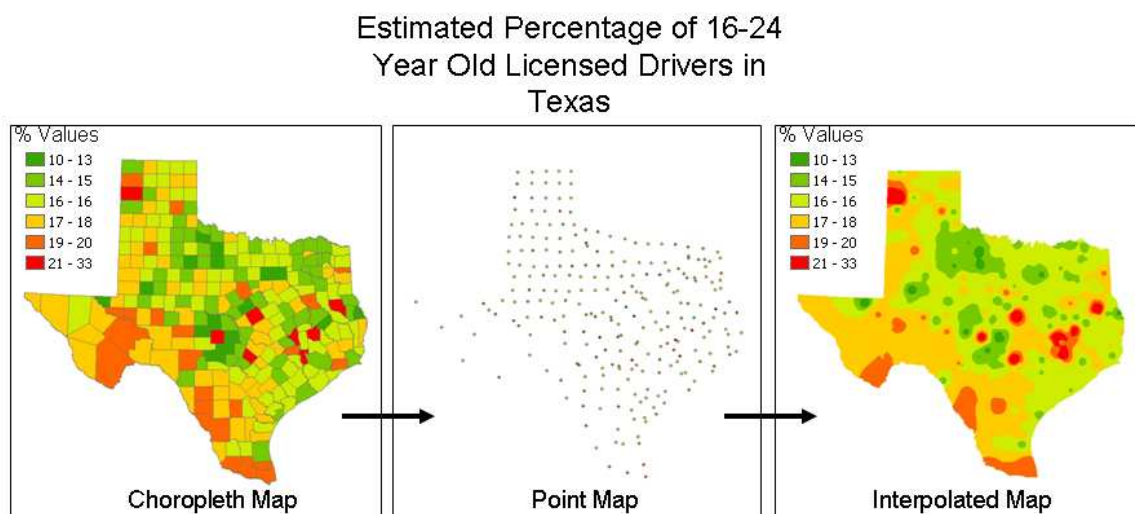 Estimated Percentage of 16-24
Year Old Licensed Drivers in
Texas
% Values
10 - 13
14 - 15
16 - 16
17 - 18
19 - 20
21 - 33
Choropleth Map
Point Map
% Values
10 - 13
14 - 15
16 - 16
17 - 18
19 - 20
21 - 33
Interpolated Map